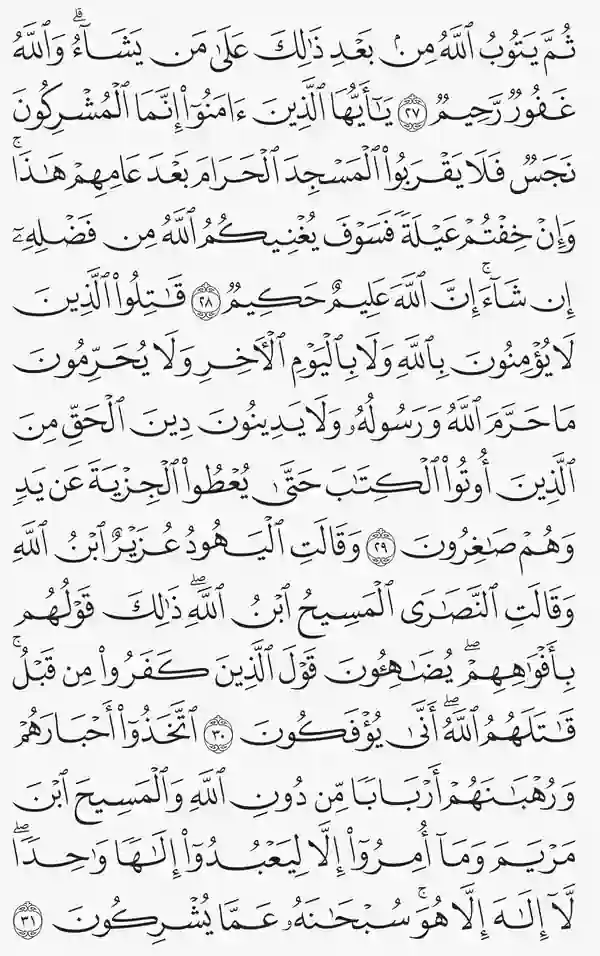 ثُمَّ يَتُوبُ ٱللَّهُ مِنۢ بَعْدِ ذَٰلِكَ عَلَىٰ مَن يَشَآءُۗ وَٱللَّهُ
غَفُورٌ رَّحِيمٌ ٢٧ يَٰٓأَيُّهَا ٱلَّذِينَ ءَامَنُوٓا۟ إِنَّمَا ٱلْمُشْرِكُونَ
نَجَسٌ فَلَا يَقْرَبُوا۟ ٱلْمَسْجِدَ ٱلْحَرَامَ بَعْدَ عَامِهِمْ هَٰذَاۚ
وَإِنْ خِفْتُمْ عَيْلَةً فَسَوْفَ يُغْنِيكُمُ ٱللَّهُ مِن فَضْلِهِۦٓ
إِن شَآءَۚ إِنَّ ٱللَّهَ عَلِيمٌ حَكِيمٌ ٢٨ قَٰتِلُوا۟ ٱلَّذِينَ
لَا يُؤْمِنُونَ بِٱللَّهِ وَلَا بِٱلْيَوْمِ ٱلْءَاخِرِ وَلَا يُحَرِّمُونَ
مَا حَرَّمَ ٱللَّهُ وَرَسُولُهُۥ وَلَا يَدِينُونَ دِينَ ٱلْحَقِّ مِنَ
ٱلَّذِينَ أُوتُوا۟ ٱلْكِتَٰبَ حَتَّىٰ يُعْطُوا۟ ٱلْجِزْيَةَ عَن يَدٍ
وَهُمْ صَٰغِرُونَ ٢٩ وَقَالَتِ ٱلْيَهُودُ عُزَيْرٌ ٱبْنُ ٱللَّهِ
وَقَالَتِ ٱلنَّصَٰرَى ٱلْمَسِيحُ ٱبْنُ ٱللَّهِۖ ذَٰلِكَ قَوْلُهُم
بِأَفْوَٰهِهِمْۖ يُضَٰهِـُٔونَ قَوْلَ ٱلَّذِينَ كَفَرُوا۟ مِن قَبْلُۚ
قَٰتَلَهُمُ ٱللَّهُۖ أَنَّىٰ يُؤْفَكُونَ ٣٠ ٱتَّخَذُوٓا۟ أَحْبَارَهُمْ
وَرُهْبَٰنَهُمْ أَرْبَابًا مِّن دُونِ ٱللَّهِ وَٱلْمَسِيحَ ٱبْنَ
مَرْيَمَ وَمَآ أُمِرُوٓا۟ إِلَّا لِيَعْبُدُوٓا۟ إِلَٰهًا وَٰحِدًاۖ
لَّآ إِلَٰهَ إِلَّا هُوَۚ سُبْحَٰنَهُۥ عَمَّا يُشْرِكُونَ ٣١